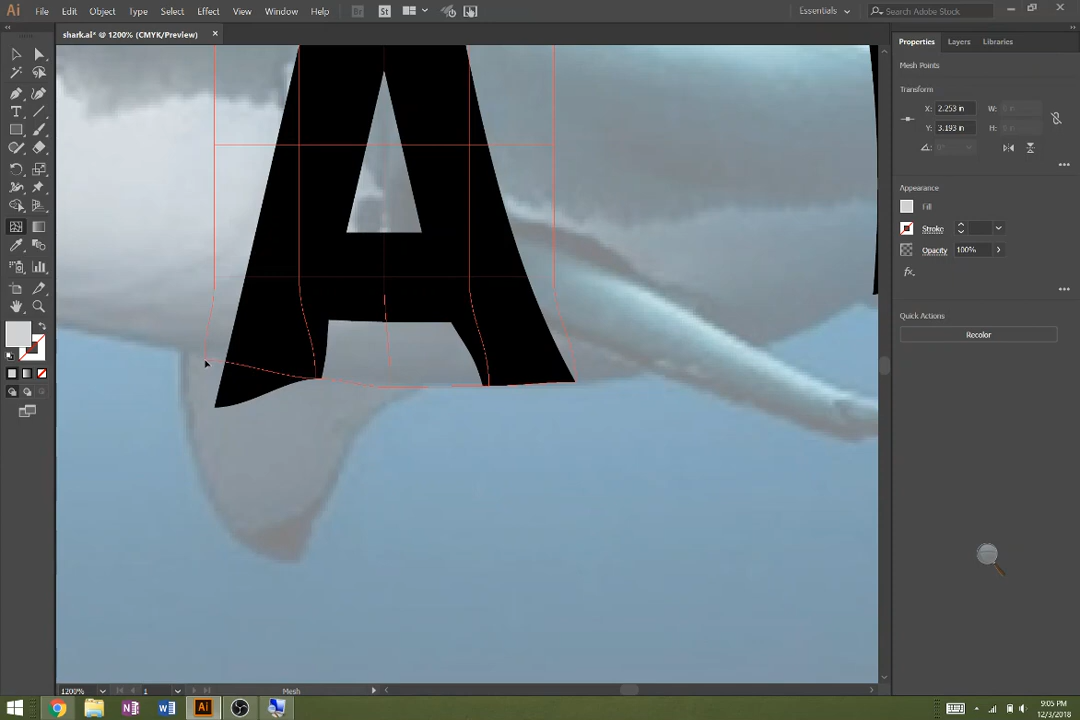 Ai File Edit Object Type Select Effect View Window Help Br St Essentials Search Adobe Stock
shark.ai* @ 1200% (CMYK/Preview) ×
Properties Layers Libraries
Mesh Points
Transform
X: 2.253 in W:
Y: 3.193 in H:
Appearance
Fill
Stroke
Opacity 100%
fx
Quick Actions
Recolor
A
1200% 1 Mesh
9:05 PM
12/3/2018